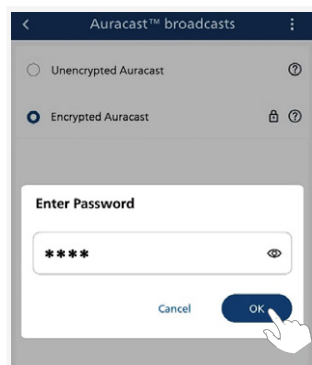 Auracast™ broadcasts
Unencrypted Auracast
Encrypted Auracast
Enter Password
****
Cancel OK